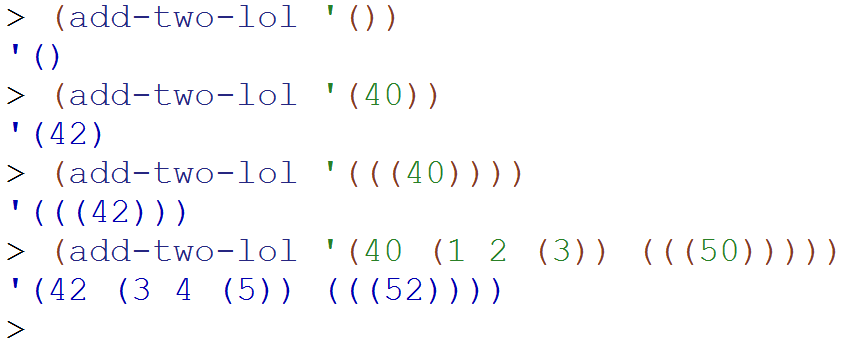 > (add-two-lol '())
'()
> (add-two-lol '(40))
'(42)
> (add-two-lol '(((40))))
'(((42)))
> (add-two-lol '(40 (1 2 (3)) (((50)))))
'(42 (3 4 (5)) (((52))))
>